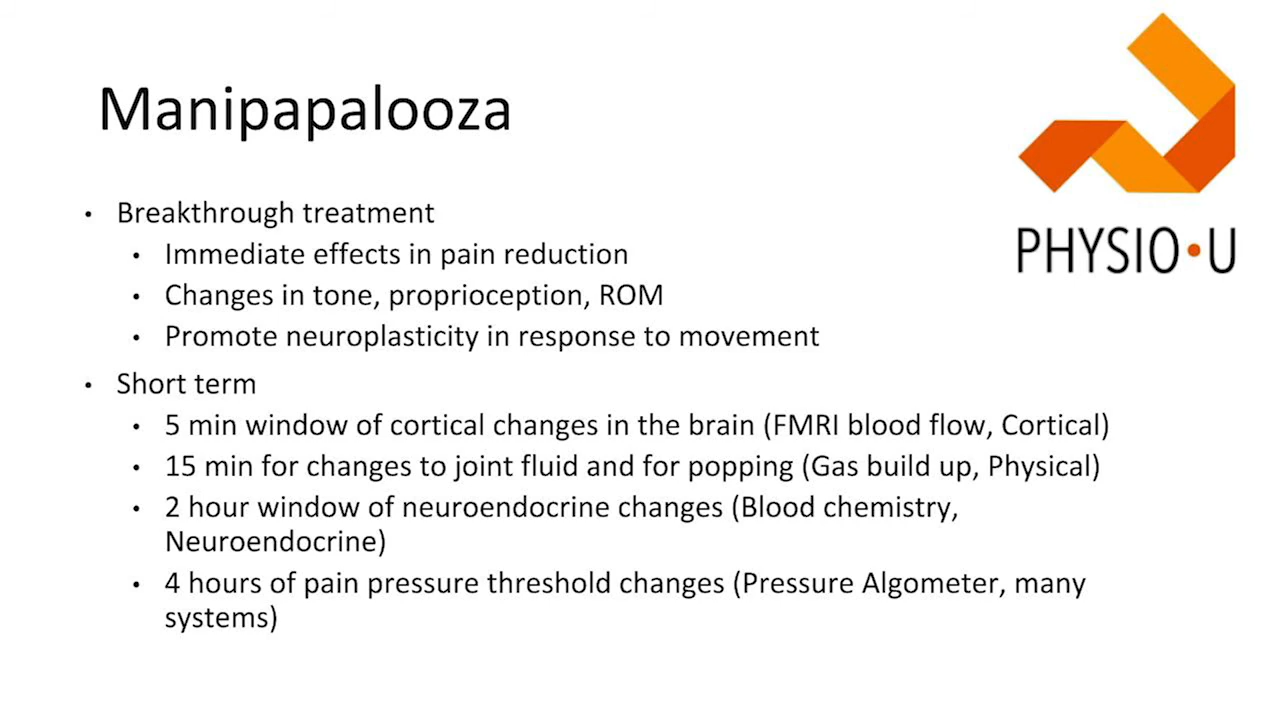 Manipapalooza
PHYSIO•U
• Breakthrough treatment
• Immediate effects in pain reduction
• Changes in tone, proprioception, ROM
• Promote neuroplasticity in response to movement
• Short term
• 5 min window of cortical changes in the brain (FMRI blood flow, Cortical)
• 15 min for changes to joint fluid and for popping (Gas build up, Physical)
• 2 hour window of neuroendocrine changes (Blood chemistry,
Neuroendocrine)
• 4 hours of pain pressure threshold changes (Pressure Algometer, many
systems)